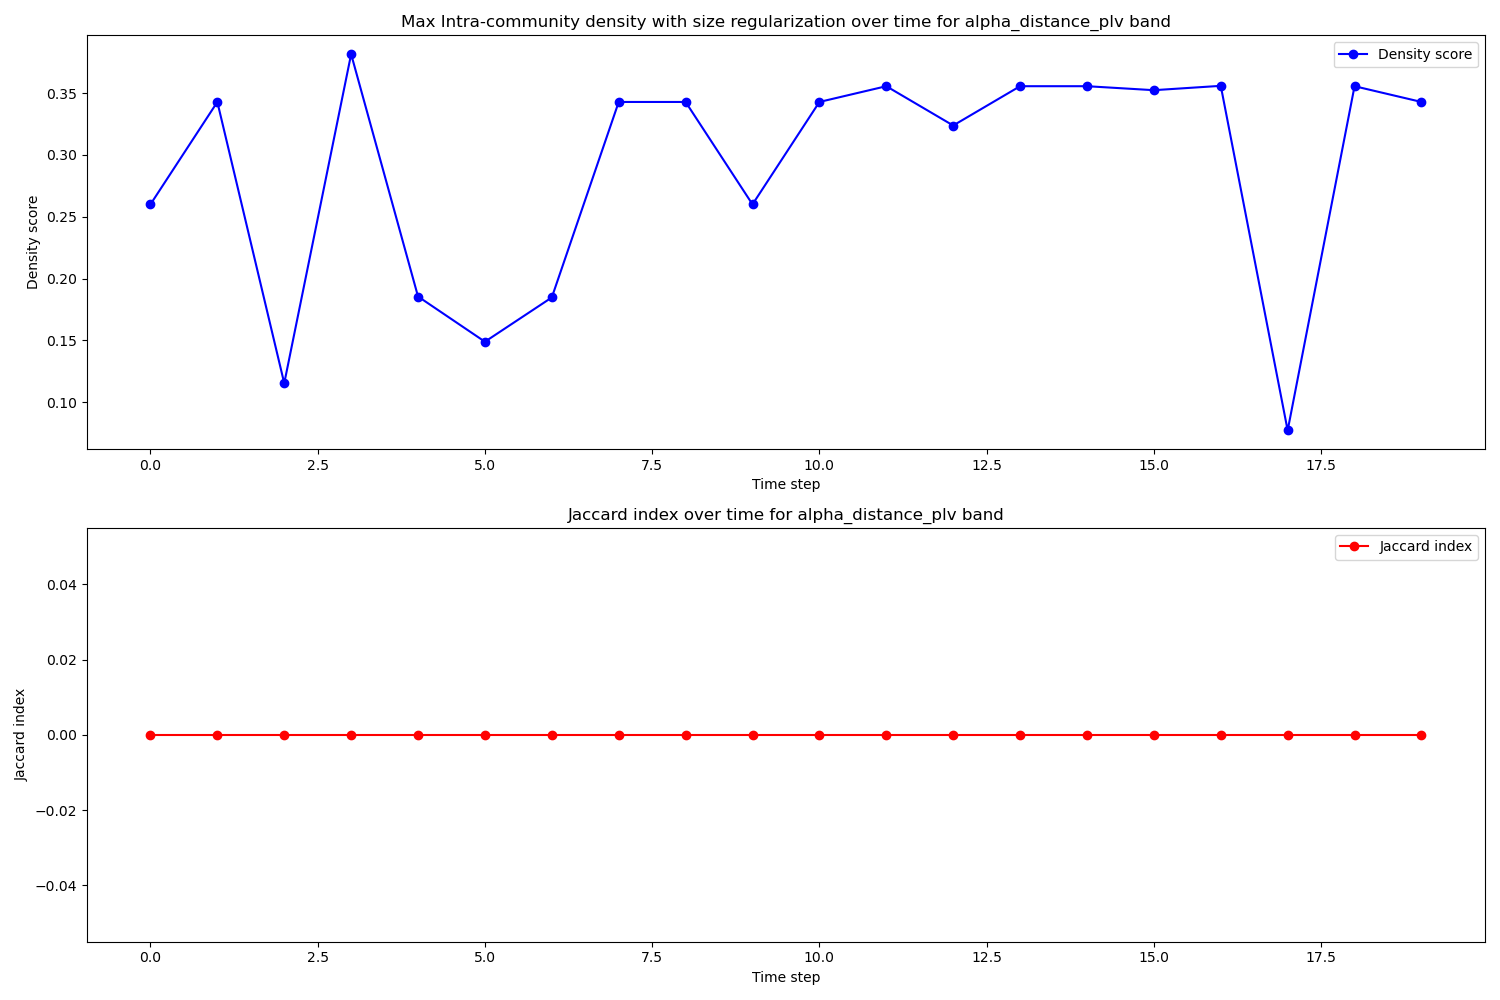 Max Intra-community density with size regularization over time for alpha_distance_plv band
Density score
0.35
0.30
0.25
0.20
0.15
0.10
Density score
0.0 2.5 5.0 7.5 10.0 12.5 15.0 17.5
Time step
Jaccard index over time for alpha_distance_plv band
Jaccard index
0.04
0.02
0.00
−0.02
−0.04
Jaccard index
0.0 2.5 5.0 7.5 10.0 12.5 15.0 17.5
Time step